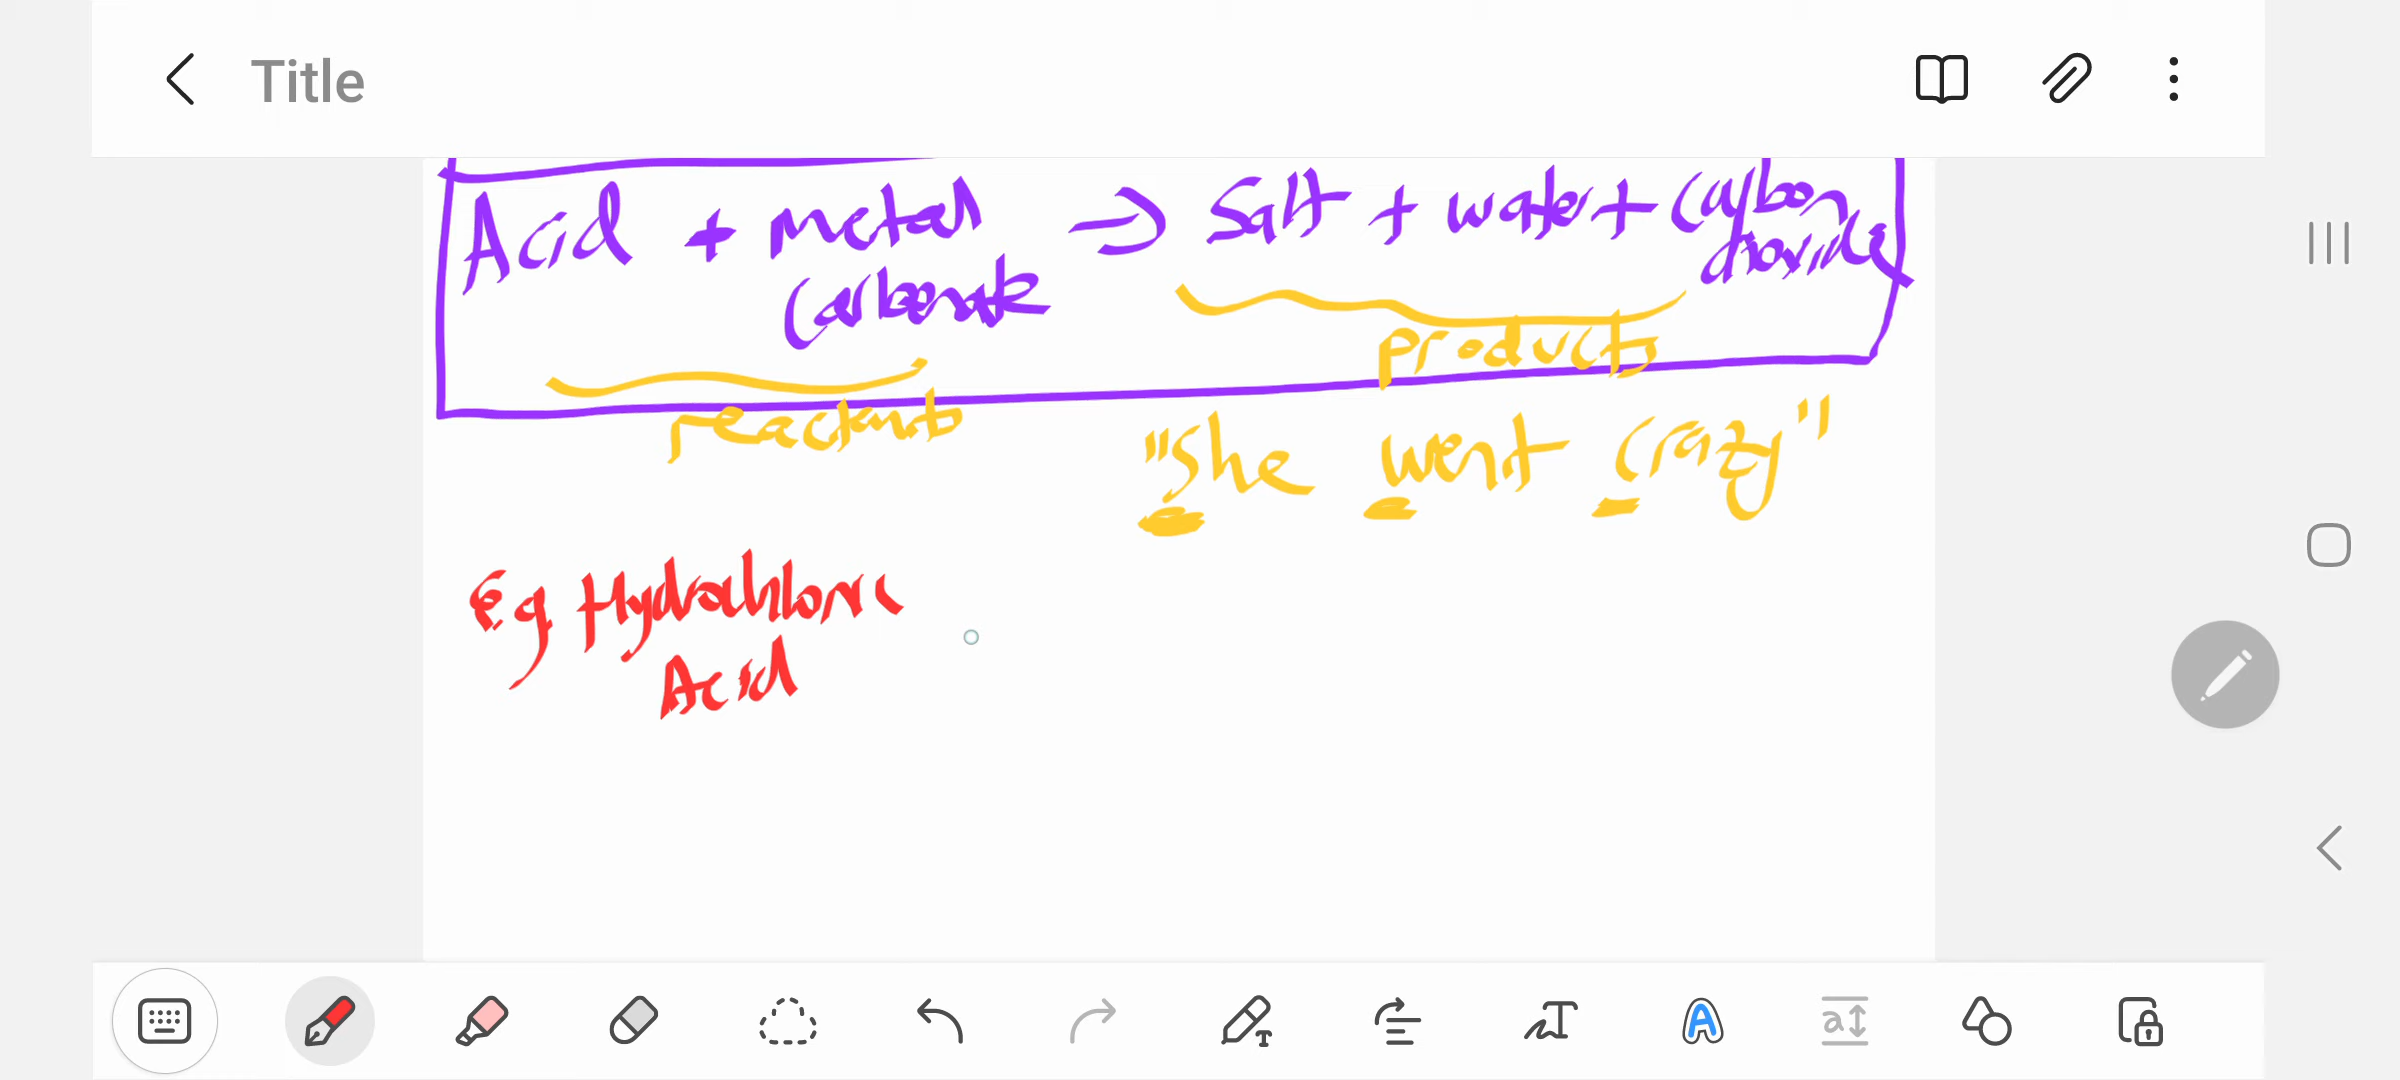 Title
Acid + metal → Salt + water + Carbon
Carbonate dioxide
products
reactants
"She went crazy"
Eg Hydrochloric
Acid